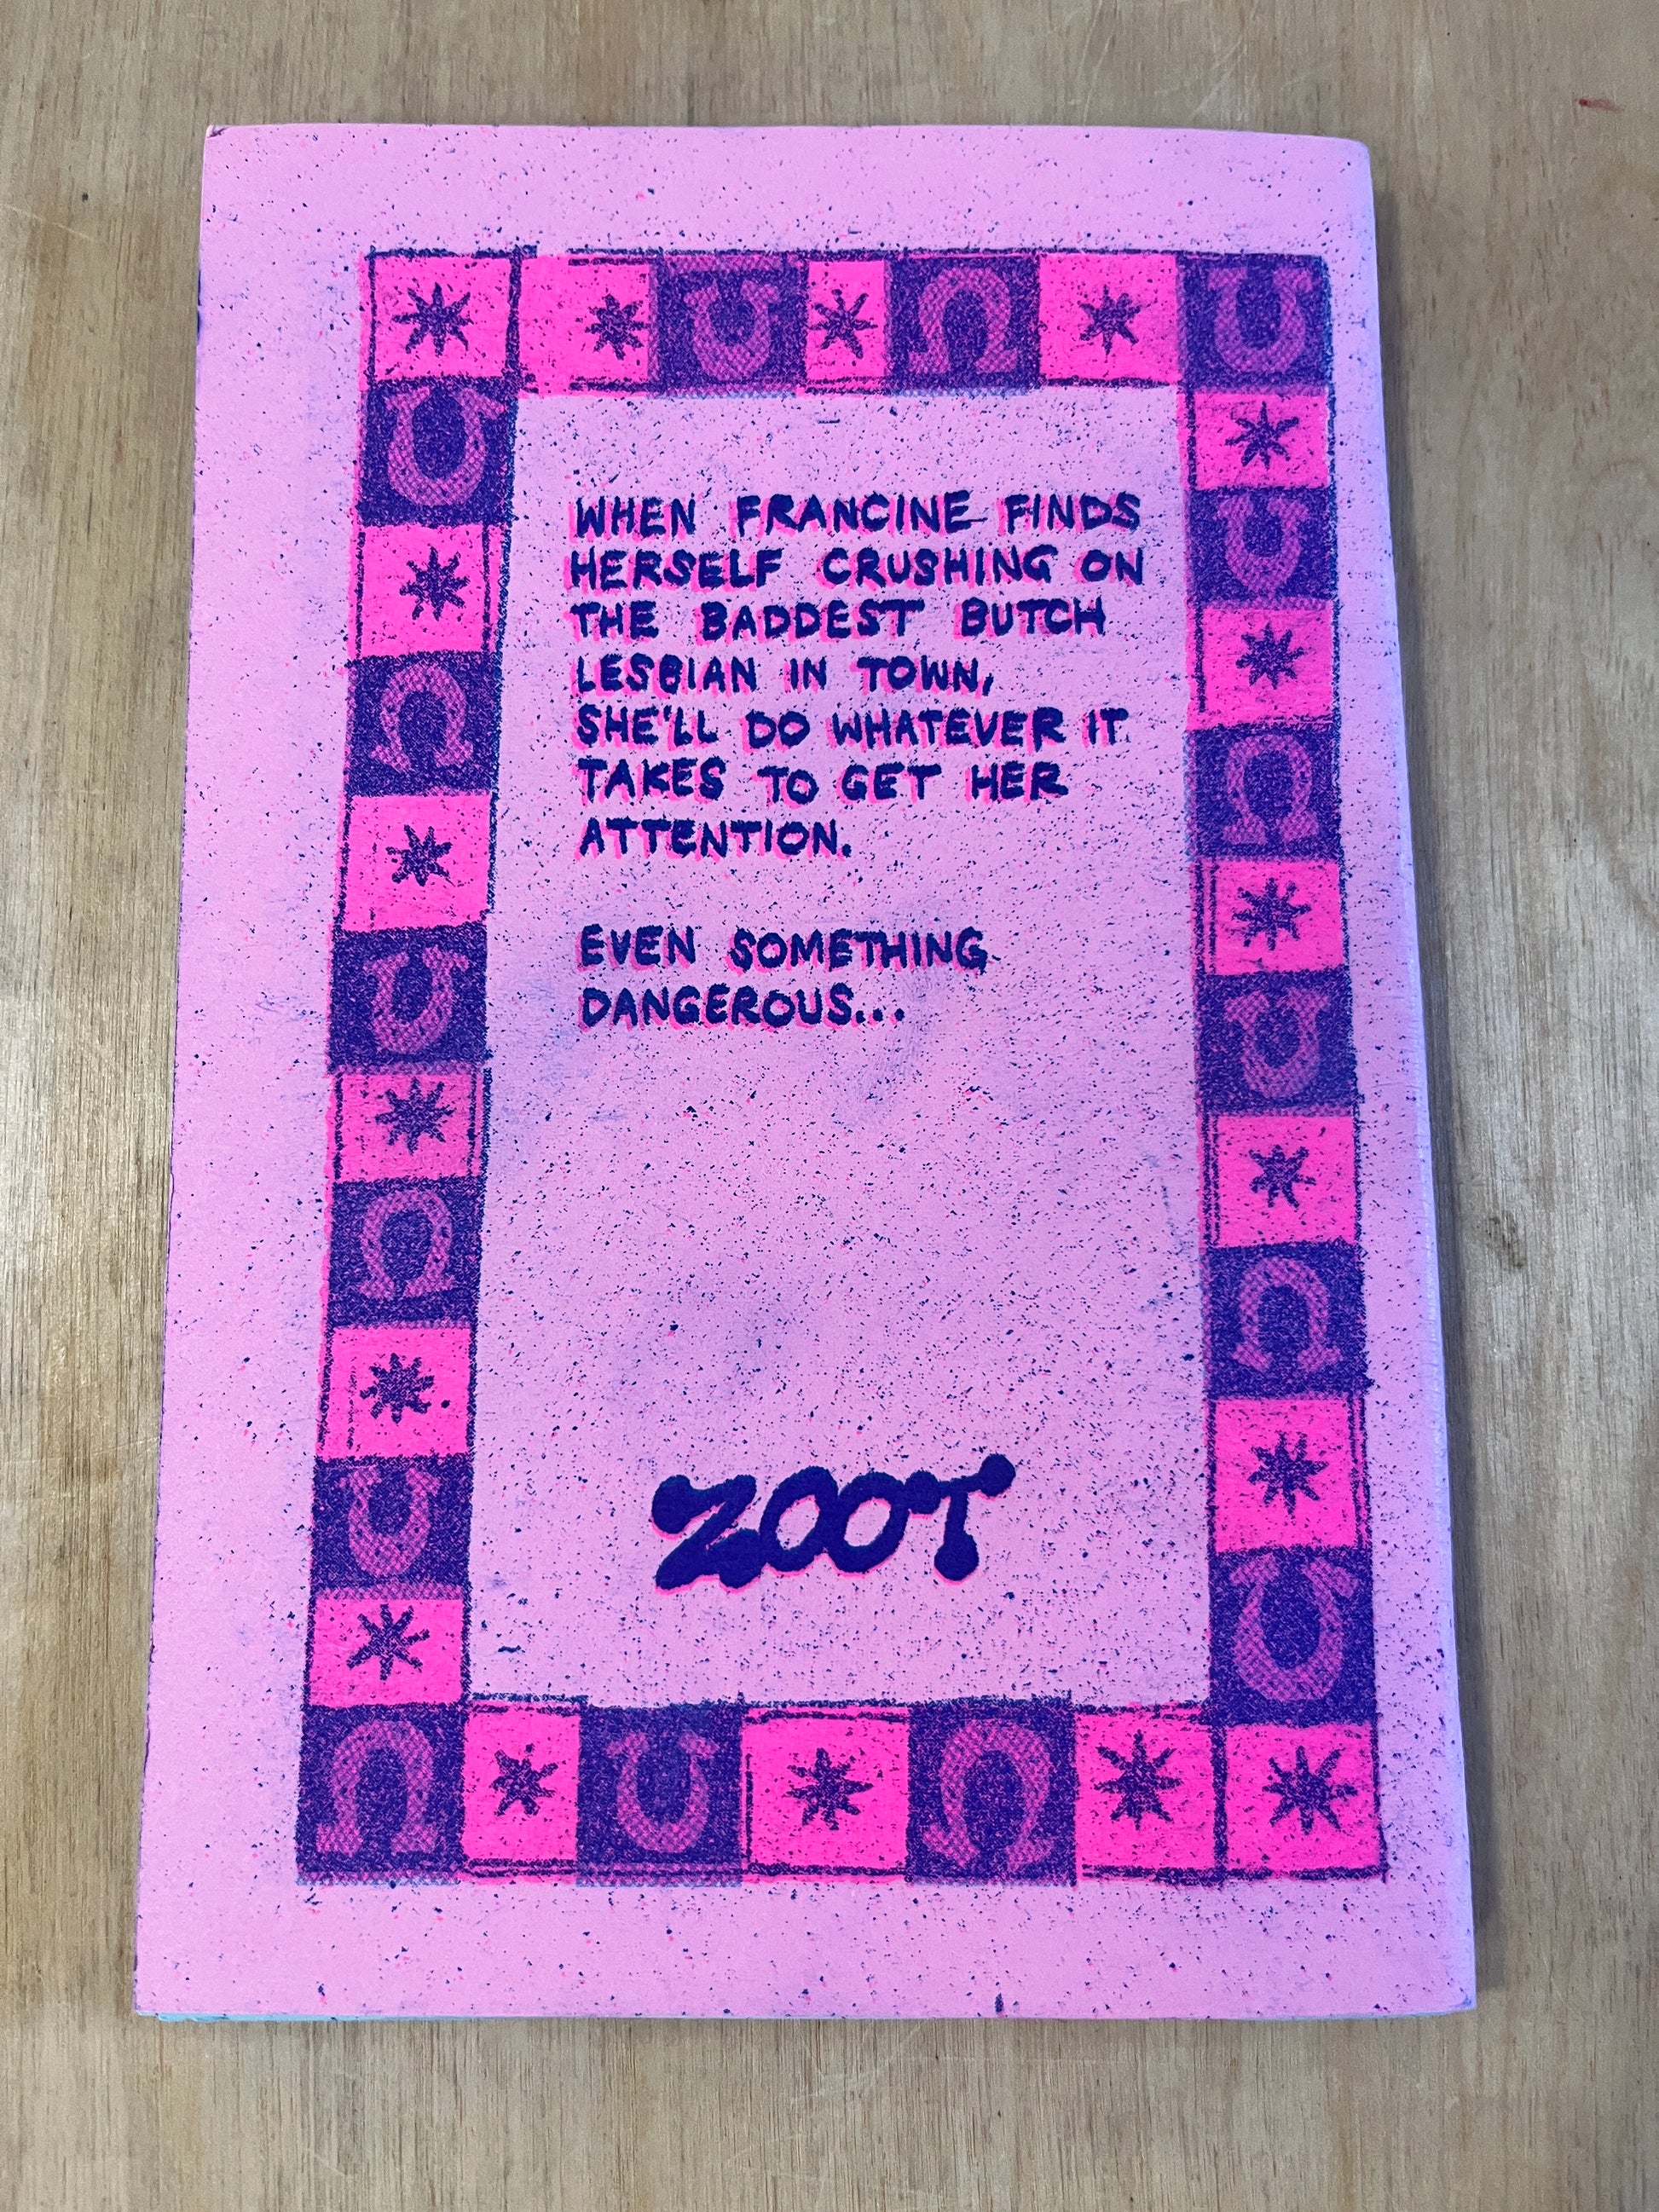 WHEN FRANCINE FINDS
HERSELF CRUSHING ON
THE BADDEST BUTCH
LESBIAN IN TOWN,
SHE'LL DO WHATEVER IT
TAKES TO GET HER
ATTENTION.
EVEN SOMETHING
DANGEROUS...
ZOOT